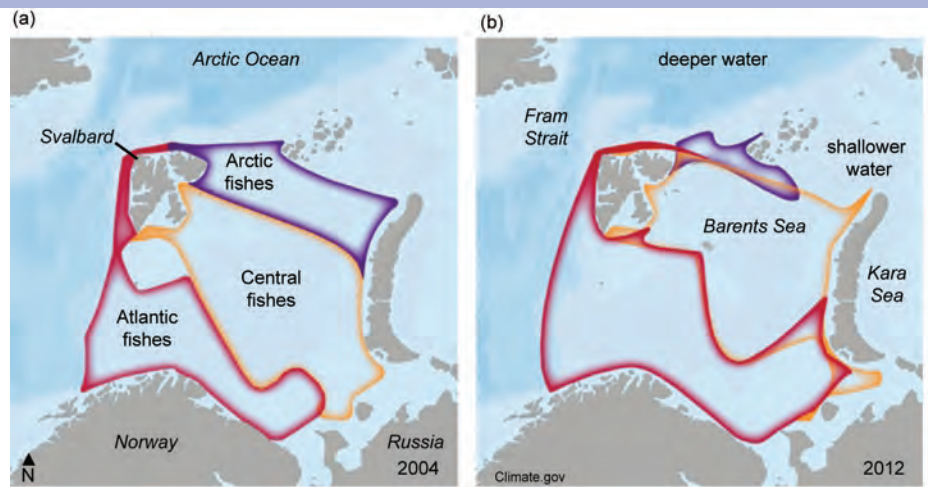 (a)
Arctic Ocean
Svalbard
Arctic
fishes
Central
fishes
Atlantic
fishes
Norway
Russia
N
2004
(b)
deeper water
Fram
Strait
shallower
water
Barents Sea
Kara
Sea
Climate.gov
2012